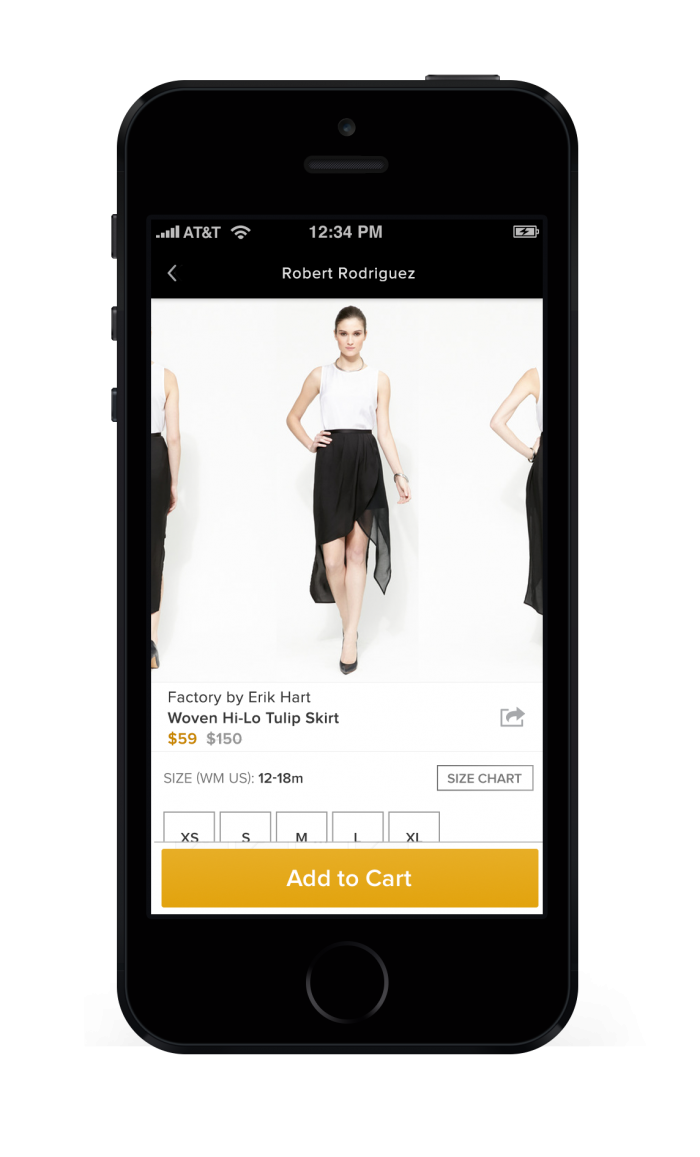 AT&T 12:34 PM
Robert Rodriguez
Factory by Erik Hart
Woven Hi-Lo Tulip Skirt
$59 $150
SIZE (WM US): 12-18m SIZE CHART
XS S M L XL
Add to Cart